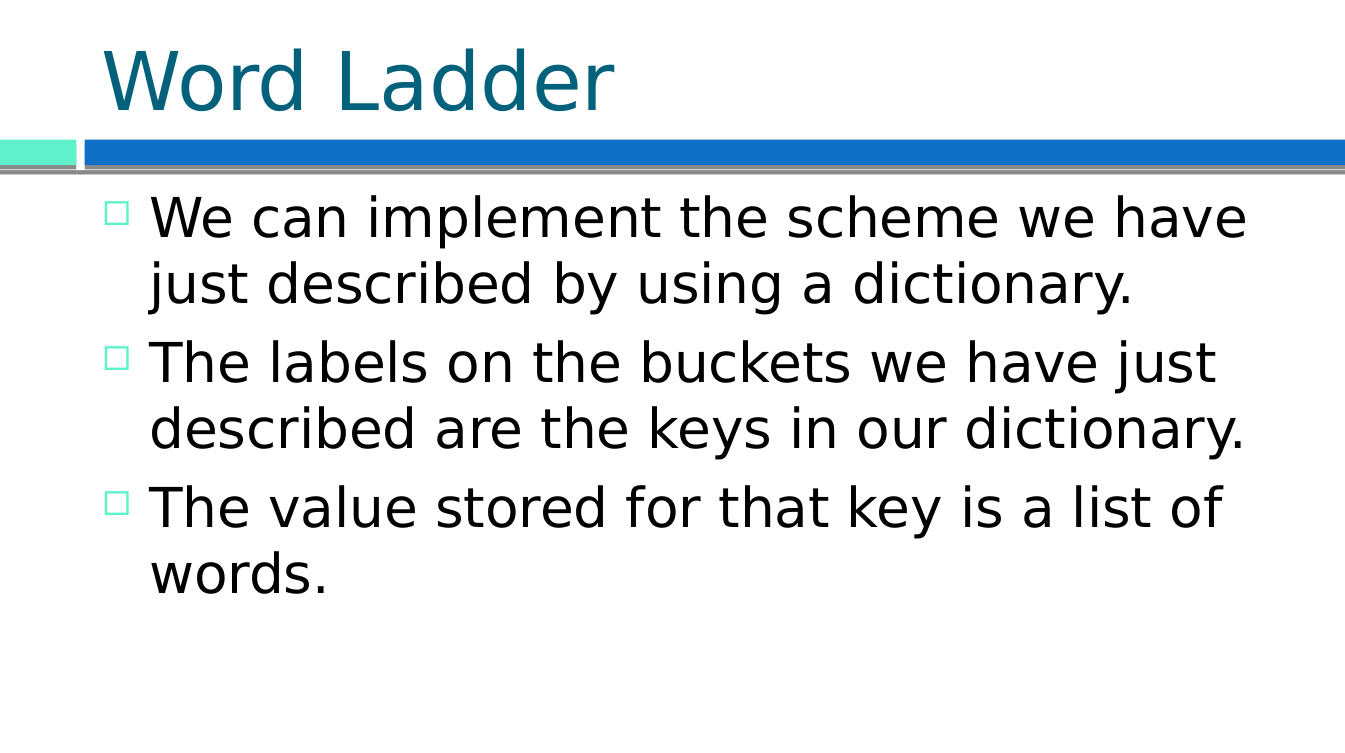 Word Ladder
We can implement the scheme we have
just described by using a dictionary.
The labels on the buckets we have just
described are the keys in our dictionary.
The value stored for that key is a list of
words.